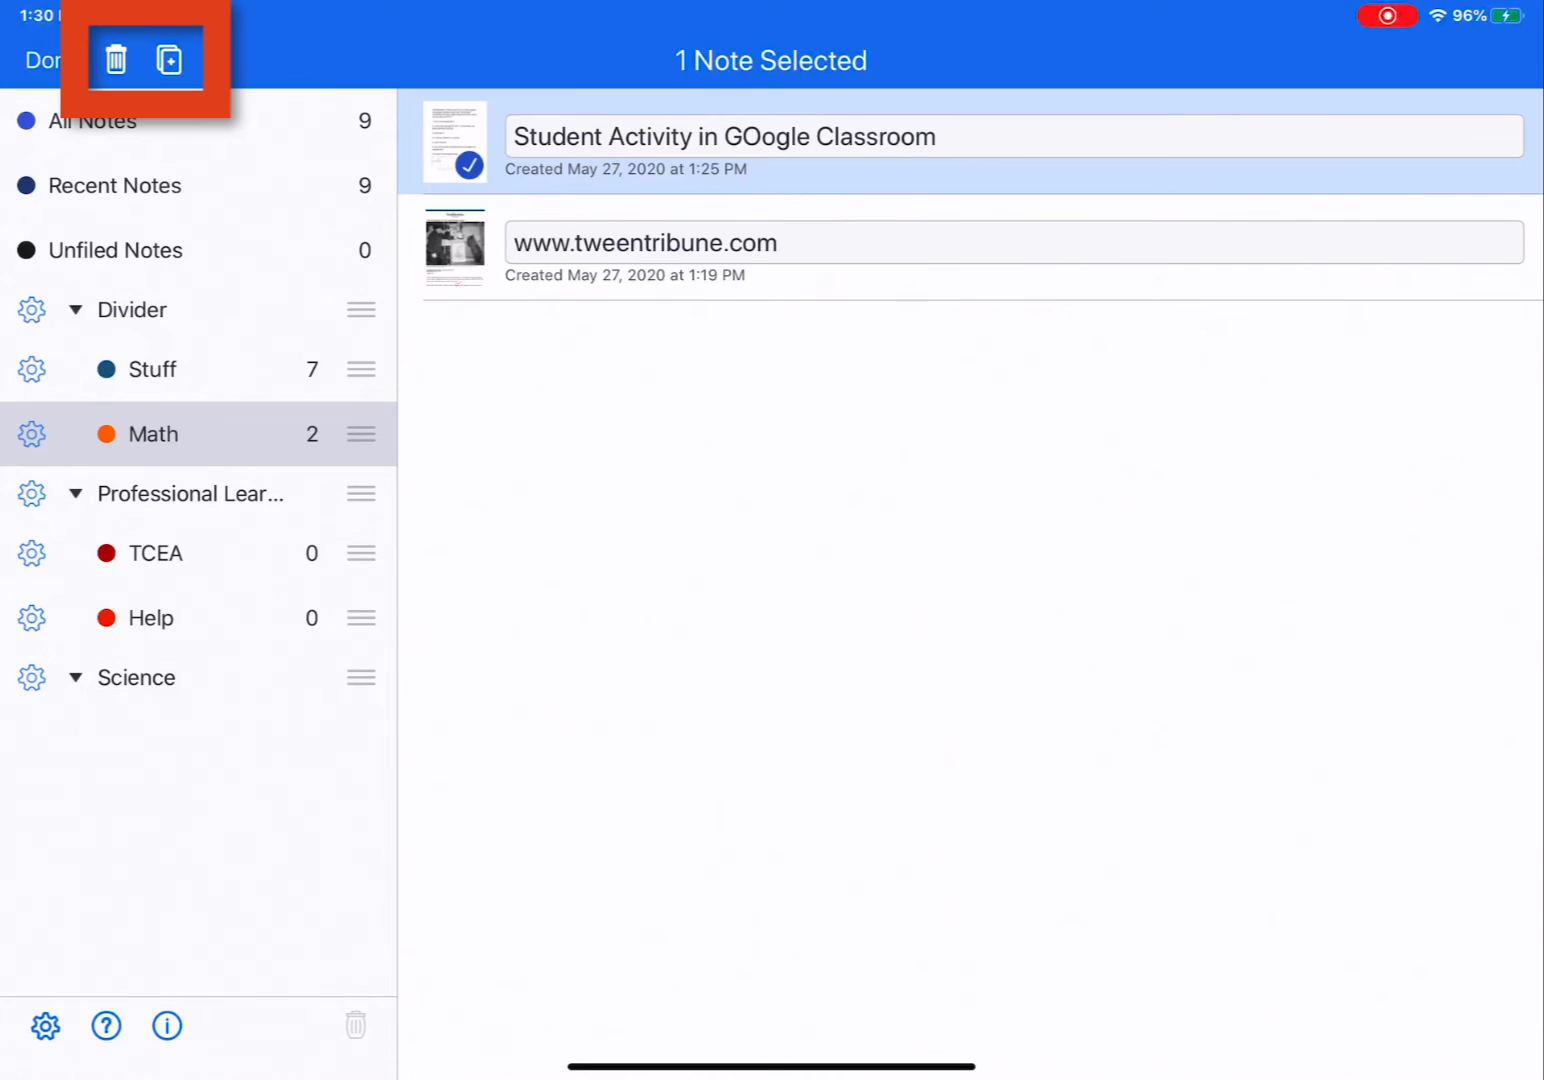 1:30
96%
Don
1 Note Selected
All Notes 9
Recent Notes 9
Unfiled Notes 0
Divider
Stuff 7
Math 2
Professional Lear...
TCEA 0
Help 0
Science
Student Activity in GOogle Classroom
Created May 27, 2020 at 1:25 PM
www.tweentribune.com
Created May 27, 2020 at 1:19 PM